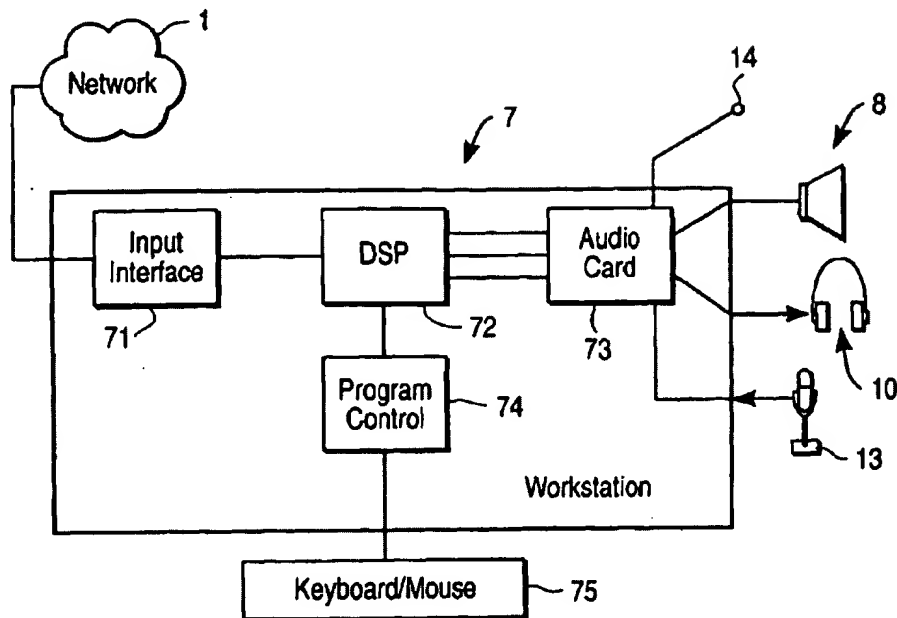 1
Network
14
7
8
Input
Interface
DSP
Audio
Card
71
72
73
10
Program
Control
74
13
Workstation
Keyboard/Mouse
75